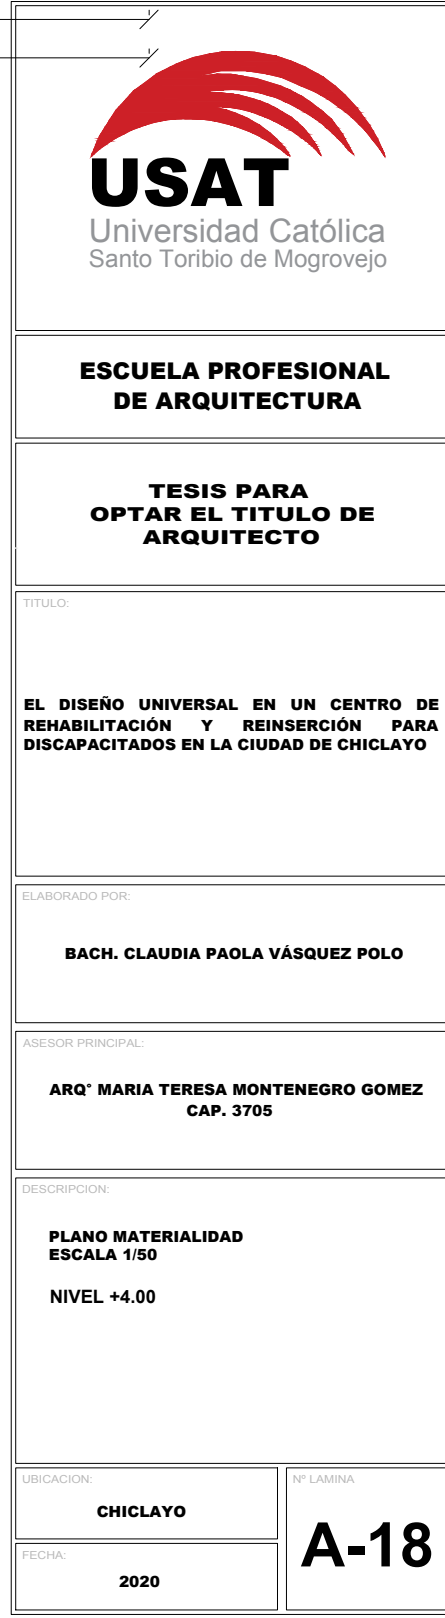 USAT
Universidad Católica
Santo Toribio de Mogrovejo
ESCUELA PROFESIONAL
DE ARQUITECTURA
TESIS PARA
OPTAR EL TITULO DE
ARQUITECTO
TITULO:
EL DISEÑO UNIVERSAL EN UN CENTRO DE
REHABILITACIÓN Y REINSERCIÓN PARA
DISCAPACITADOS EN LA CIUDAD DE CHICLAYO
ELABORADO POR:
BACH. CLAUDIA PAOLA VÁSQUEZ POLO
ASESOR PRINCIPAL:
ARQ° MARIA TERESA MONTENEGRO GOMEZ
CAP. 3705
DESCRIPCION:
PLANO MATERIALIDAD
ESCALA 1/50
NIVEL +4.00
UBICACION:
CHICLAYO
FECHA:
2020
Nº LAMINA
A-18